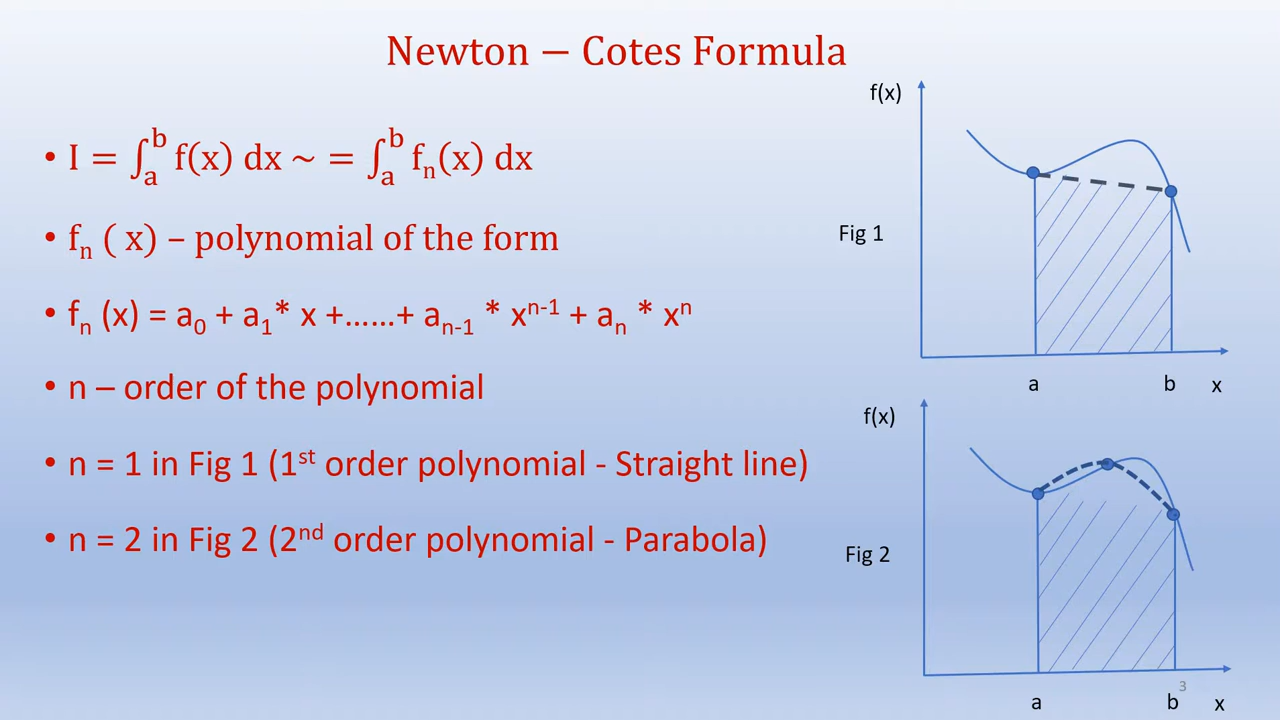 Newton − Cotes Formula
• I = ∫ₐᵇ f(x) dx ~ = ∫ₐᵇ fₙ(x) dx
• fₙ ( x) – polynomial of the form
• fₙ (x) = a₀ + a₁* x +……+ aₙ₋₁ * xⁿ⁻¹ + aₙ * xⁿ
• n – order of the polynomial
• n = 1 in Fig 1 (1ˢᵗ order polynomial - Straight line)
• n = 2 in Fig 2 (2ⁿᵈ order polynomial - Parabola)
f(x)
Fig 1
a b x
f(x)
Fig 2
3
a b x